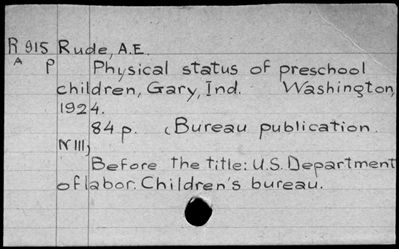 R 915 Rude, A.E.
A P Physical status of preschool
children, Gary, Ind. Washington,
1924.
84 p. (Bureau publication.
N III)
Before the title: U.S. Department
of labor. Children's bureau.